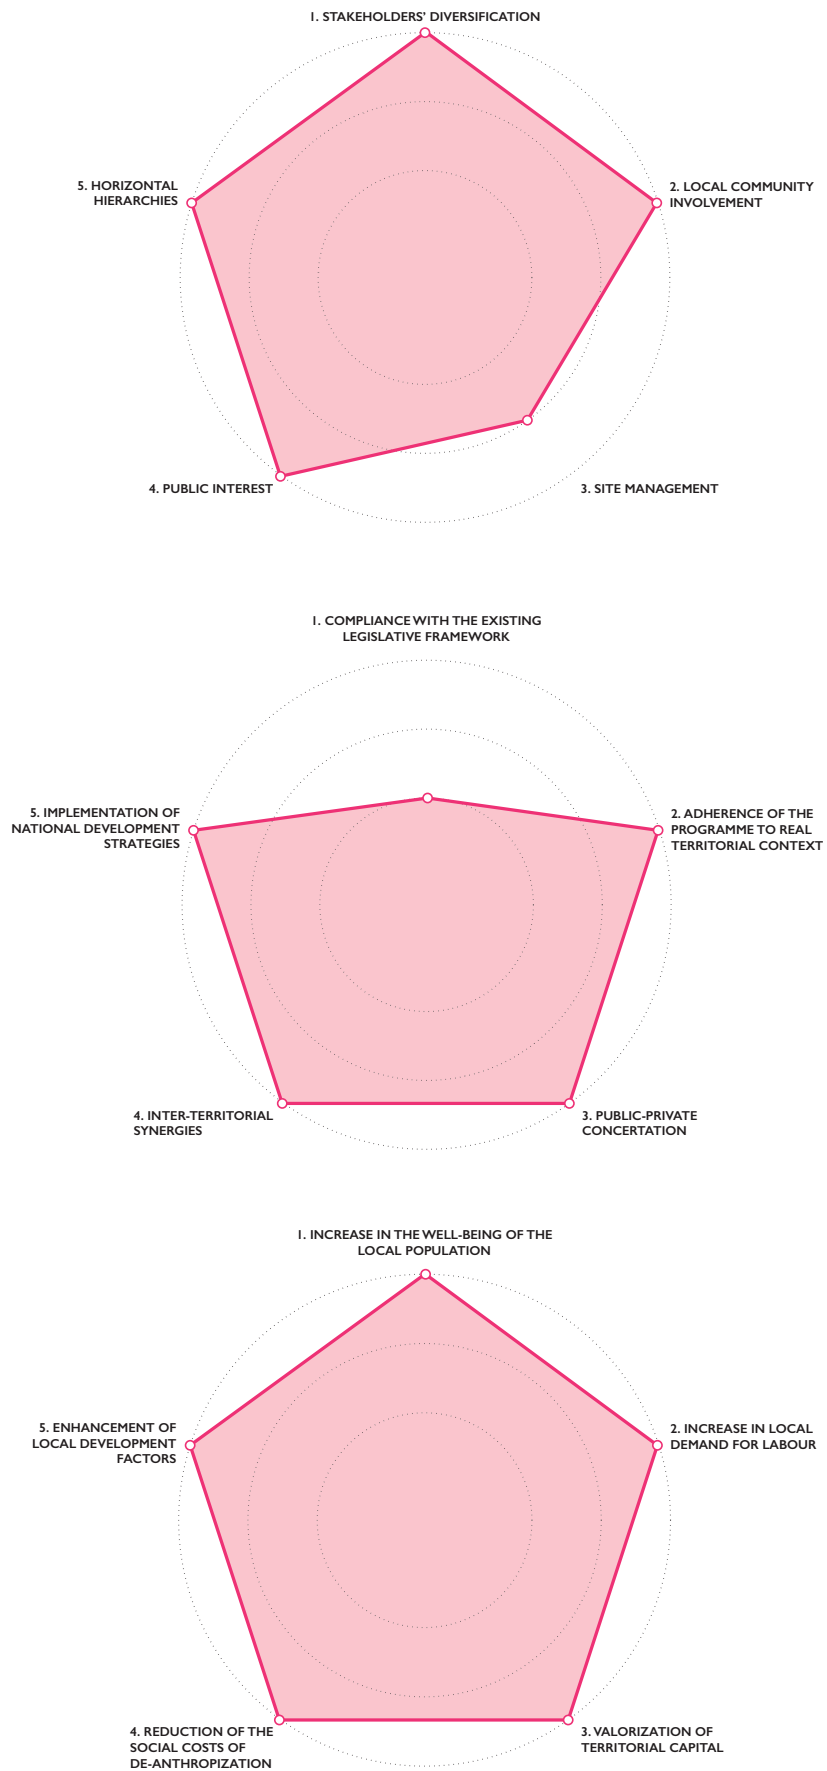 1. STAKEHOLDERS’ DIVERSIFICATION
5. HORIZONTAL
HIERARCHIES
2. LOCAL COMMUNITY
INVOLVEMENT
4. PUBLIC INTEREST
3. SITE MANAGEMENT
1. COMPLIANCE WITH THE EXISTING
LEGISLATIVE FRAMEWORK
5. IMPLEMENTATION OF
NATIONAL DEVELOPMENT
STRATEGIES
2. ADHERENCE OF THE
PROGRAMME TO REAL
TERRITORIAL CONTEXT
4. INTER-TERRITORIAL
SYNERGIES
3. PUBLIC-PRIVATE
CONCERTATION
1. INCREASE IN THE WELL-BEING OF THE
LOCAL POPULATION
5. ENHANCEMENT OF
LOCAL DEVELOPMENT
FACTORS
2. INCREASE IN LOCAL
DEMAND FOR LABOUR
4. REDUCTION OF THE
SOCIAL COSTS OF
DE-ANTHROPIZATION
3. VALORIZATION OF
TERRITORIAL CAPITAL